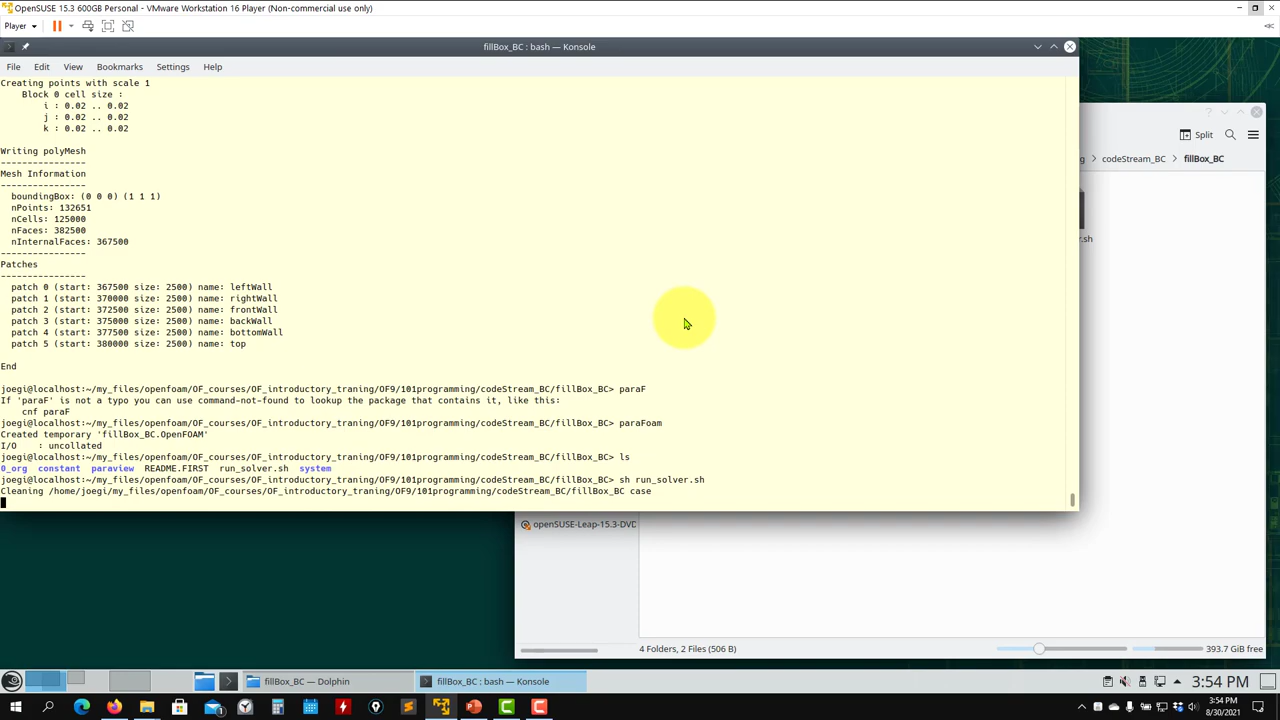 OpenSUSE 15.3 600GB Personal - VMware Workstation 16 Player (Non-commercial use only)
Player
fillBox_BC : bash — Konsole
File Edit View Bookmarks Settings Help
Creating points with scale 1
Block 0 cell size :
i : 0.02 .. 0.02
j : 0.02 .. 0.02
k : 0.02 .. 0.02
Writing polyMesh
----------------
Mesh Information
----------------
boundingBox: (0 0 0) (1 1 1)
nPoints: 132651
nCells: 125000
nFaces: 382500
nInternalFaces: 367500
----------------
Patches
----------------
patch 0 (start: 367500 size: 2500) name: leftWall
patch 1 (start: 370000 size: 2500) name: rightWall
patch 2 (start: 372500 size: 2500) name: frontWall
patch 3 (start: 375000 size: 2500) name: backWall
patch 4 (start: 377500 size: 2500) name: bottomWall
patch 5 (start: 380000 size: 2500) name: top
End
joegi@localhost:~/my_files/openfoam/OF_courses/OF_introductory_traning/OF9/101programming/codeStream_BC/fillBox_BC> paraF
If 'paraF' is not a typo you can use command-not-found to lookup the package that contains it, like this:
cnf paraF
joegi@localhost:~/my_files/openfoam/OF_courses/OF_introductory_traning/OF9/101programming/codeStream_BC/fillBox_BC> paraFoam
Created temporary 'fillBox_BC.OpenFOAM'
I/O : uncollated
joegi@localhost:~/my_files/openfoam/OF_courses/OF_introductory_traning/OF9/101programming/codeStream_BC/fillBox_BC> ls
0_org constant paraview README.FIRST run_solver.sh system
joegi@localhost:~/my_files/openfoam/OF_courses/OF_introductory_traning/OF9/101programming/codeStream_BC/fillBox_BC> sh run_solver.sh
Cleaning /home/joegi/my_files/openfoam/OF_courses/OF_introductory_traning/OF9/101programming/codeStream_BC/fillBox_BC case
Split
g > codeStream_BC > fillBox_BC
r.sh
openSUSE-Leap-15.3-DVD
4 Folders, 2 Files (506 B)
393.7 GiB free
fillBox_BC — Dolphin
fillBox_BC : bash — Konsole
3:54 PM
3:54 PM
8/30/2021